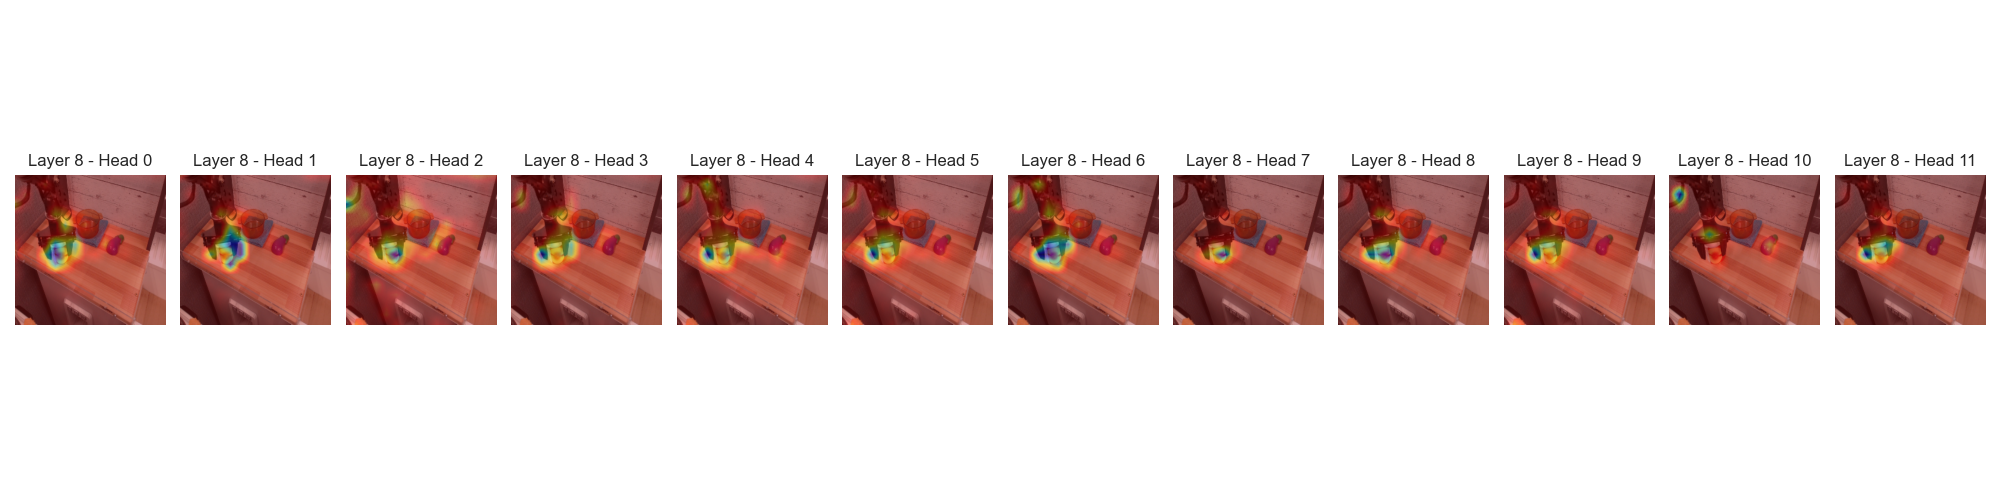 Layer 8 - Head 0
Layer 8 - Head 1
Layer 8 - Head 2
Layer 8 - Head 3
Layer 8 - Head 4
Layer 8 - Head 5
Layer 8 - Head 6
Layer 8 - Head 7
Layer 8 - Head 8
Layer 8 - Head 9
Layer 8 - Head 10
Layer 8 - Head 11